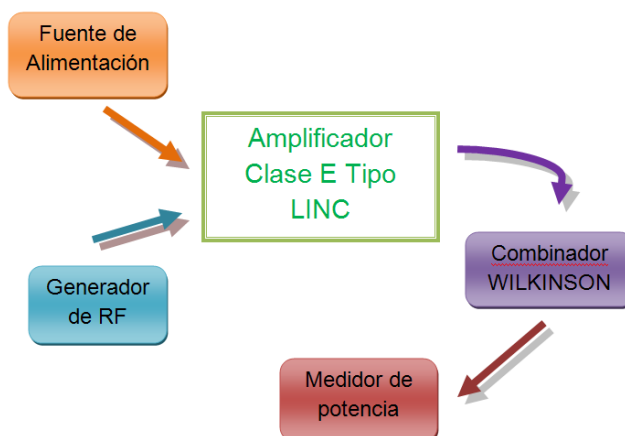 Fuente de
Alimentación
Amplificador
Clase E Tipo
LINC
Generador
de RF
Combinador
WILKINSON
Medidor de
potencia